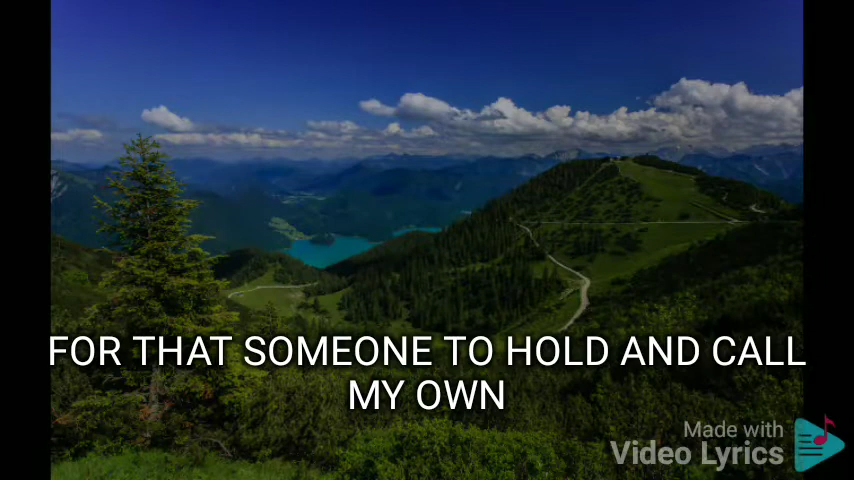 FOR THAT SOMEONE TO HOLD AND CALL
MY OWN
Made with
Video Lyrics